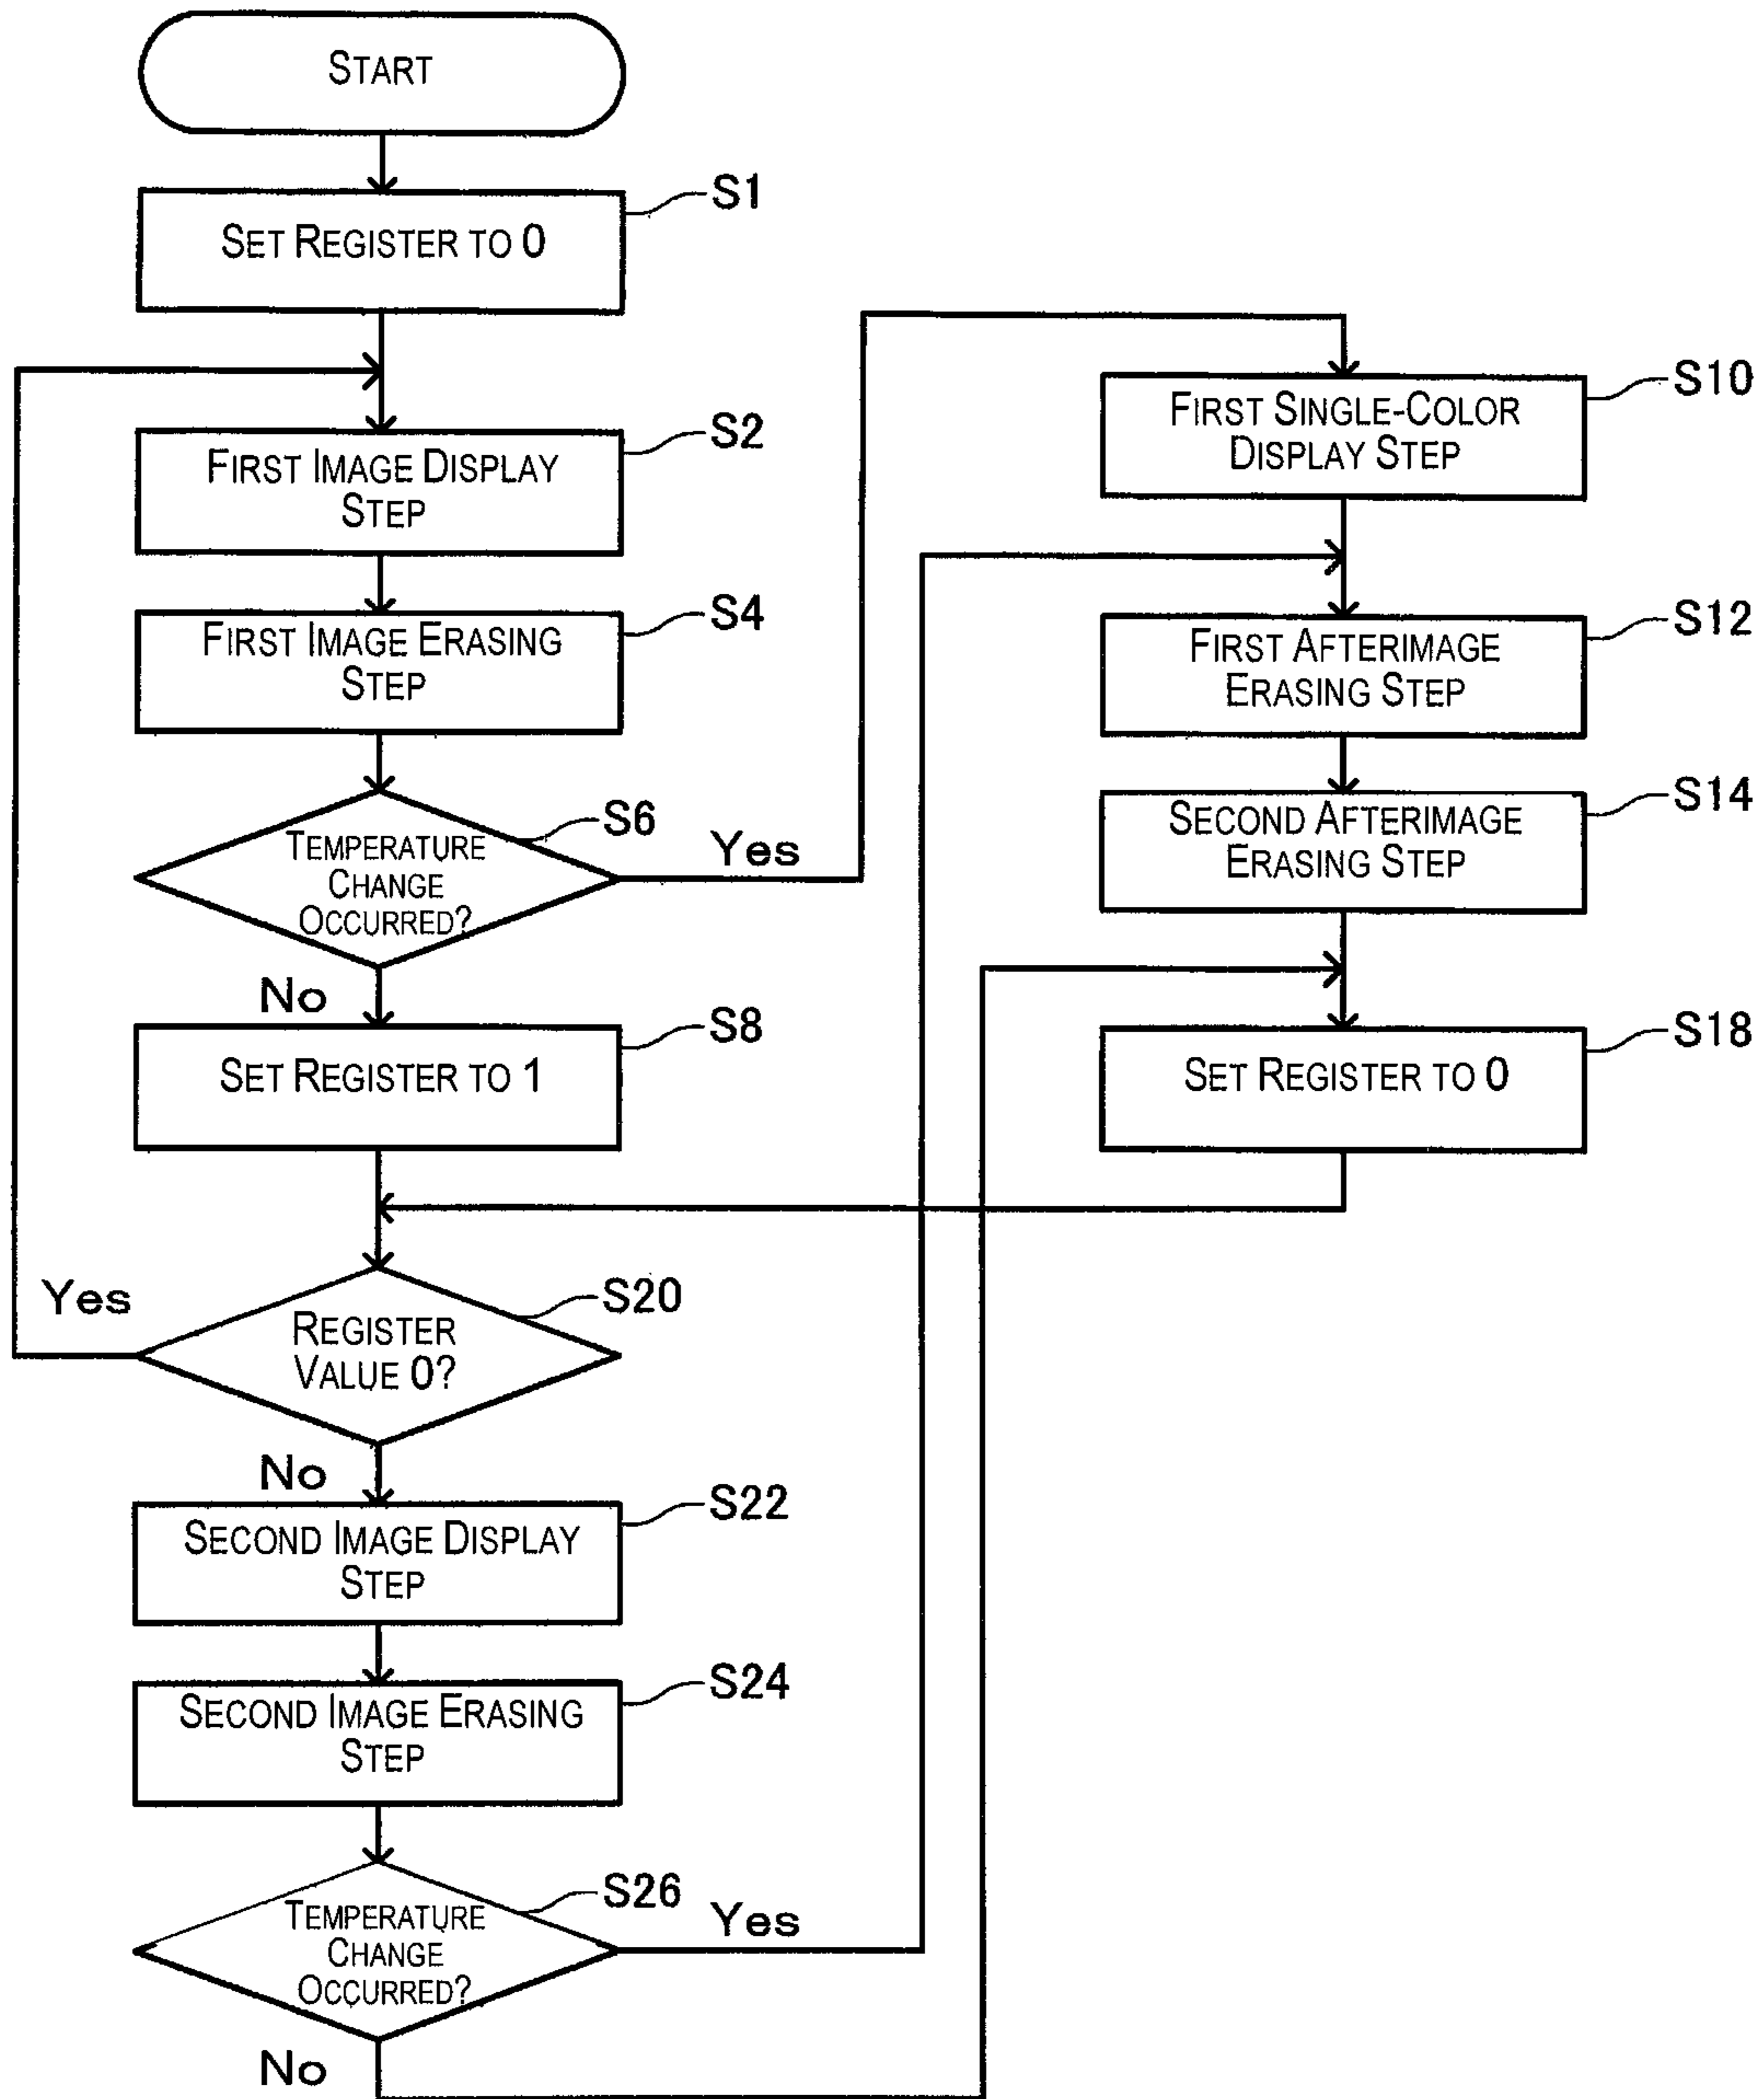 START
S1
SET REGISTER TO 0
S2
FIRST IMAGE DISPLAY
STEP
S4
FIRST IMAGE ERASING
STEP
S6
TEMPERATURE
CHANGE
OCCURRED?
Yes
No
S8
SET REGISTER TO 1
S20
Yes
REGISTER
VALUE 0?
No
S22
SECOND IMAGE DISPLAY
STEP
S24
SECOND IMAGE ERASING
STEP
S26
TEMPERATURE
CHANGE
OCCURRED?
Yes
No
S10
FIRST SINGLE-COLOR
DISPLAY STEP
S12
FIRST AFTERIMAGE
ERASING STEP
S14
SECOND AFTERIMAGE
ERASING STEP
S18
SET REGISTER TO 0